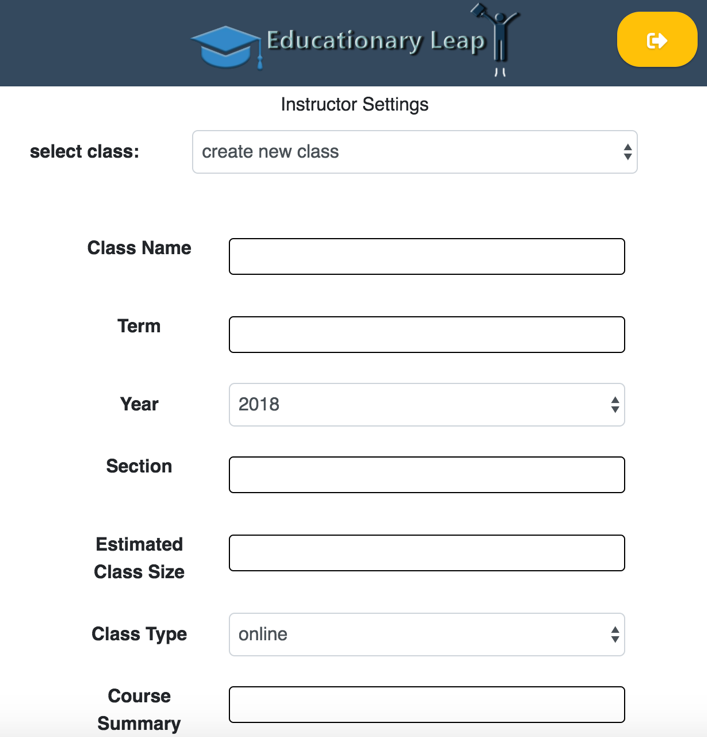 Educationary Leap
Instructor Settings
select class:
create new class
Class Name
Term
Year
2018
Section
Estimated
Class Size
Class Type
online
Course
Summary